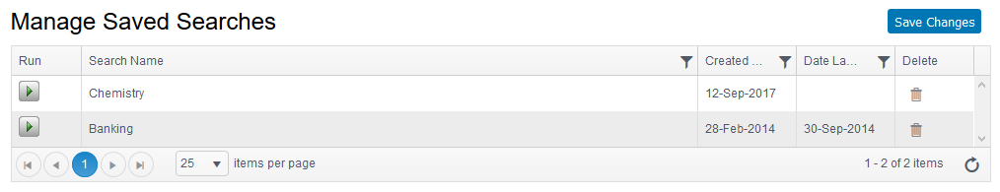 Manage Saved Searches
Save Changes
Run Search Name Created ... Date La... Delete
Chemistry 12-Sep-2017
Banking 28-Feb-2014 30-Sep-2014
1 25 items per page 1 - 2 of 2 items